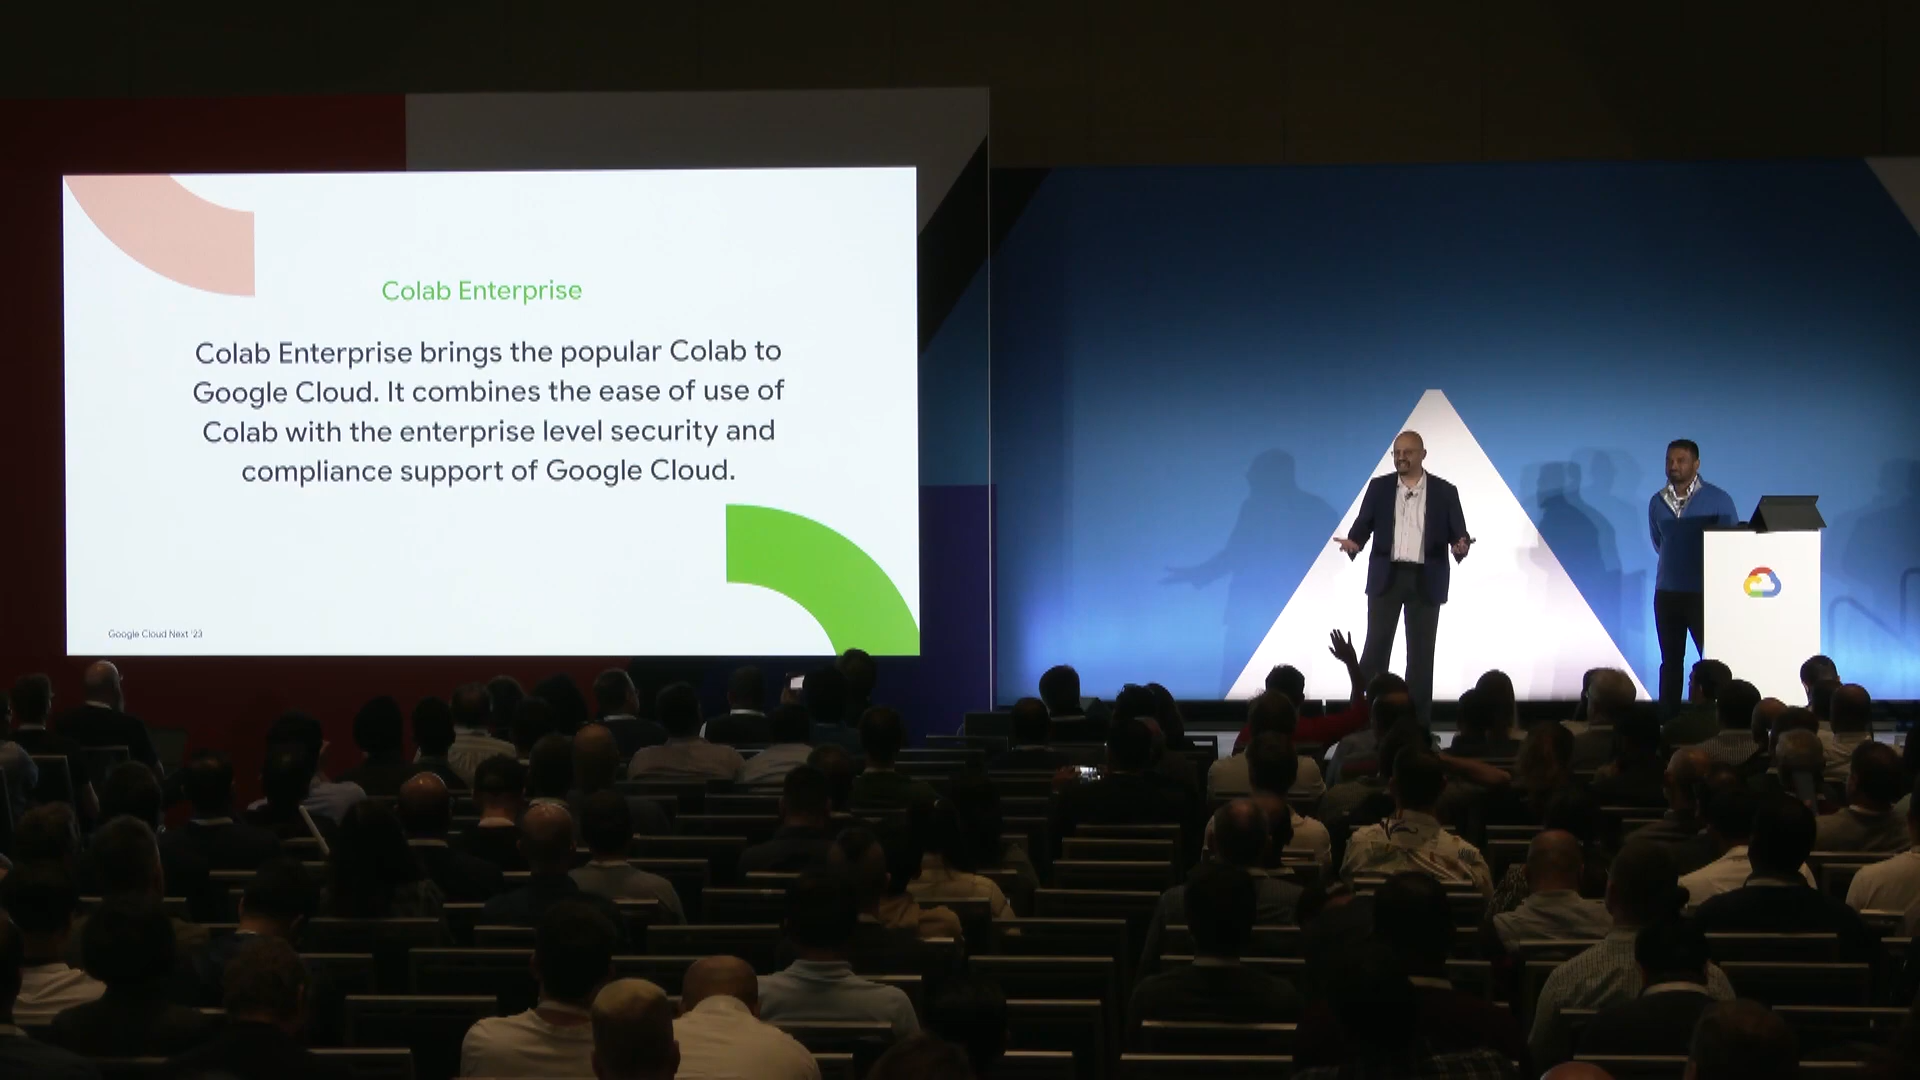 Colab Enterprise
Colab Enterprise brings the popular Colab to
Google Cloud. It combines the ease of use of
Colab with the enterprise level security and
compliance support of Google Cloud.
Google Cloud Next '23